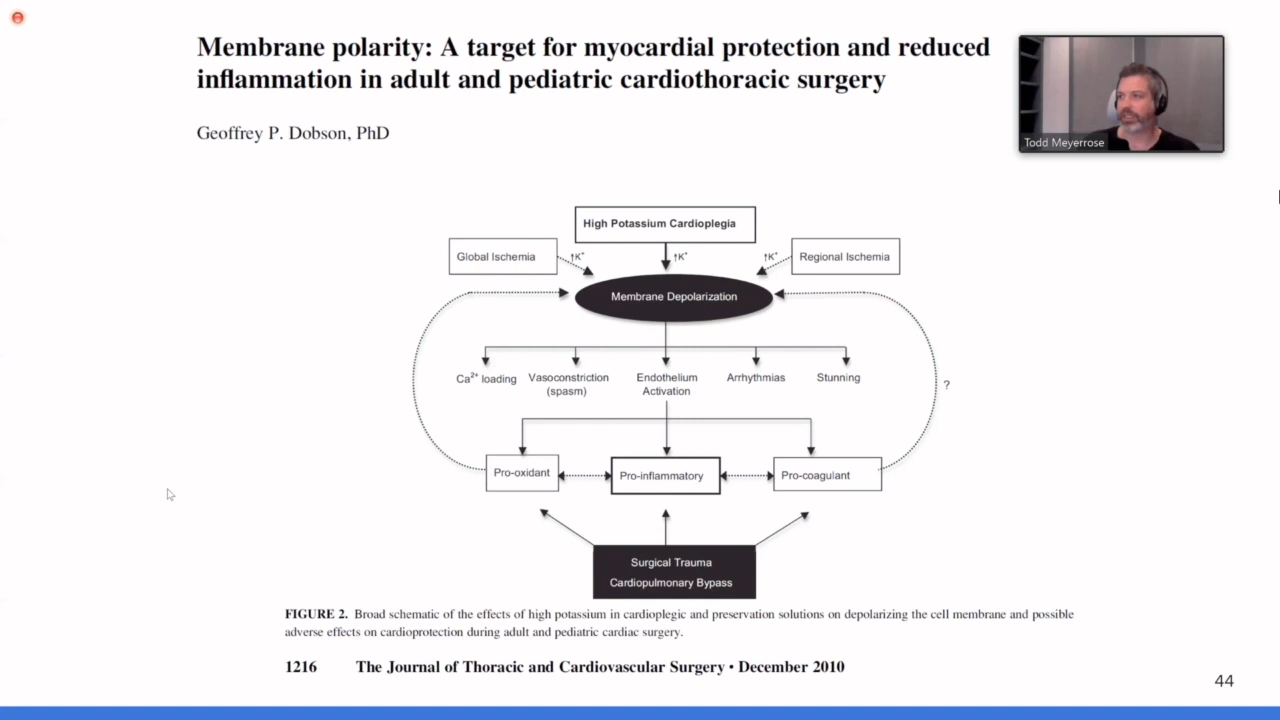 Membrane polarity: A target for myocardial protection and reduced
inflammation in adult and pediatric cardiothoracic surgery
Geoffrey P. Dobson, PhD
Todd Meyerrose
High Potassium Cardioplegia
Global Ischemia
↑K⁺
↑K⁺
↑K⁺
Regional Ischemia
Membrane Depolarization
Ca²⁺ loading
Vasoconstriction
(spasm)
Endothelium
Activation
Arrhythmias
Stunning
?
Pro-oxidant
Pro-inflammatory
Pro-coagulant
Surgical Trauma
Cardiopulmonary Bypass
FIGURE 2. Broad schematic of the effects of high potassium in cardioplegic and preservation solutions on depolarizing the cell membrane and possible
adverse effects on cardioprotection during adult and pediatric cardiac surgery.
1216 The Journal of Thoracic and Cardiovascular Surgery • December 2010
44